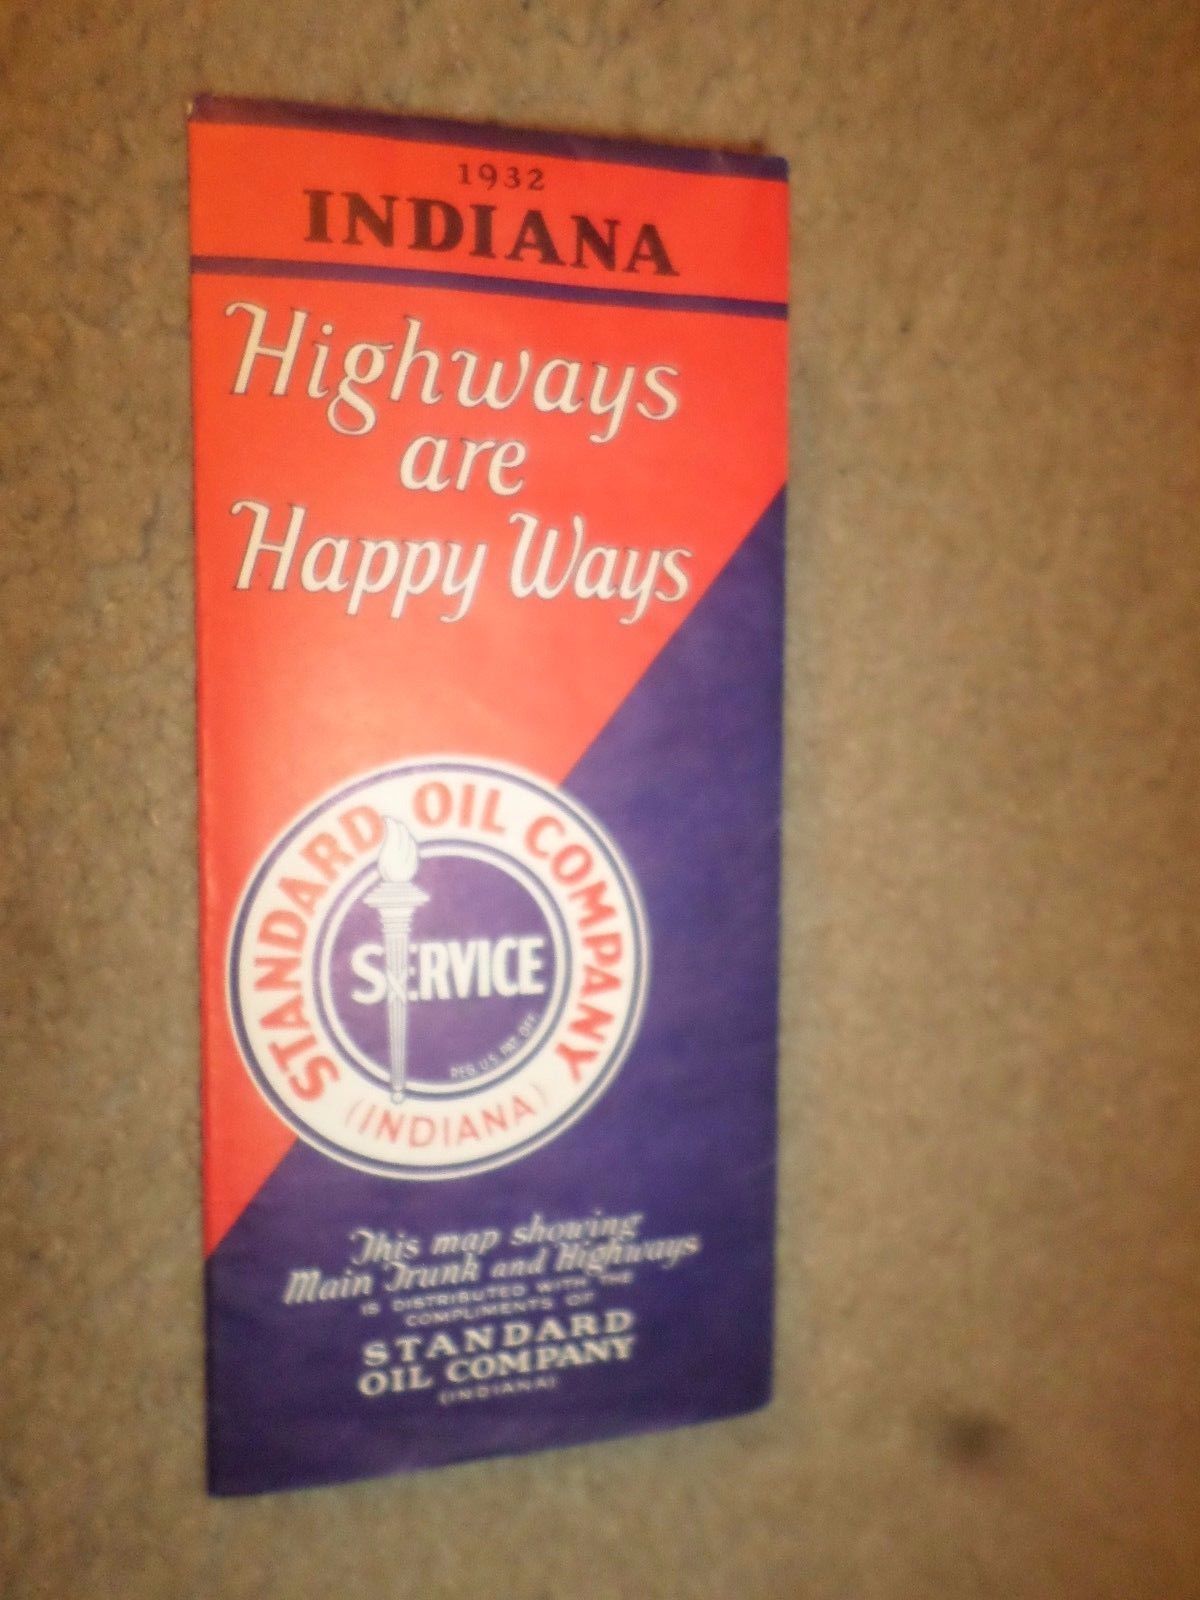 1932
INDIANA
Highways
are
Happy Ways
STANDARD OIL COMPANY
SERVICE
REG. U.S. PAT. OFF.
(INDIANA)
This map showing
Main Trunk and Highways
IS DISTRIBUTED WITH THE
COMPLIMENTS OF
STANDARD
OIL COMPANY
(INDIANA)